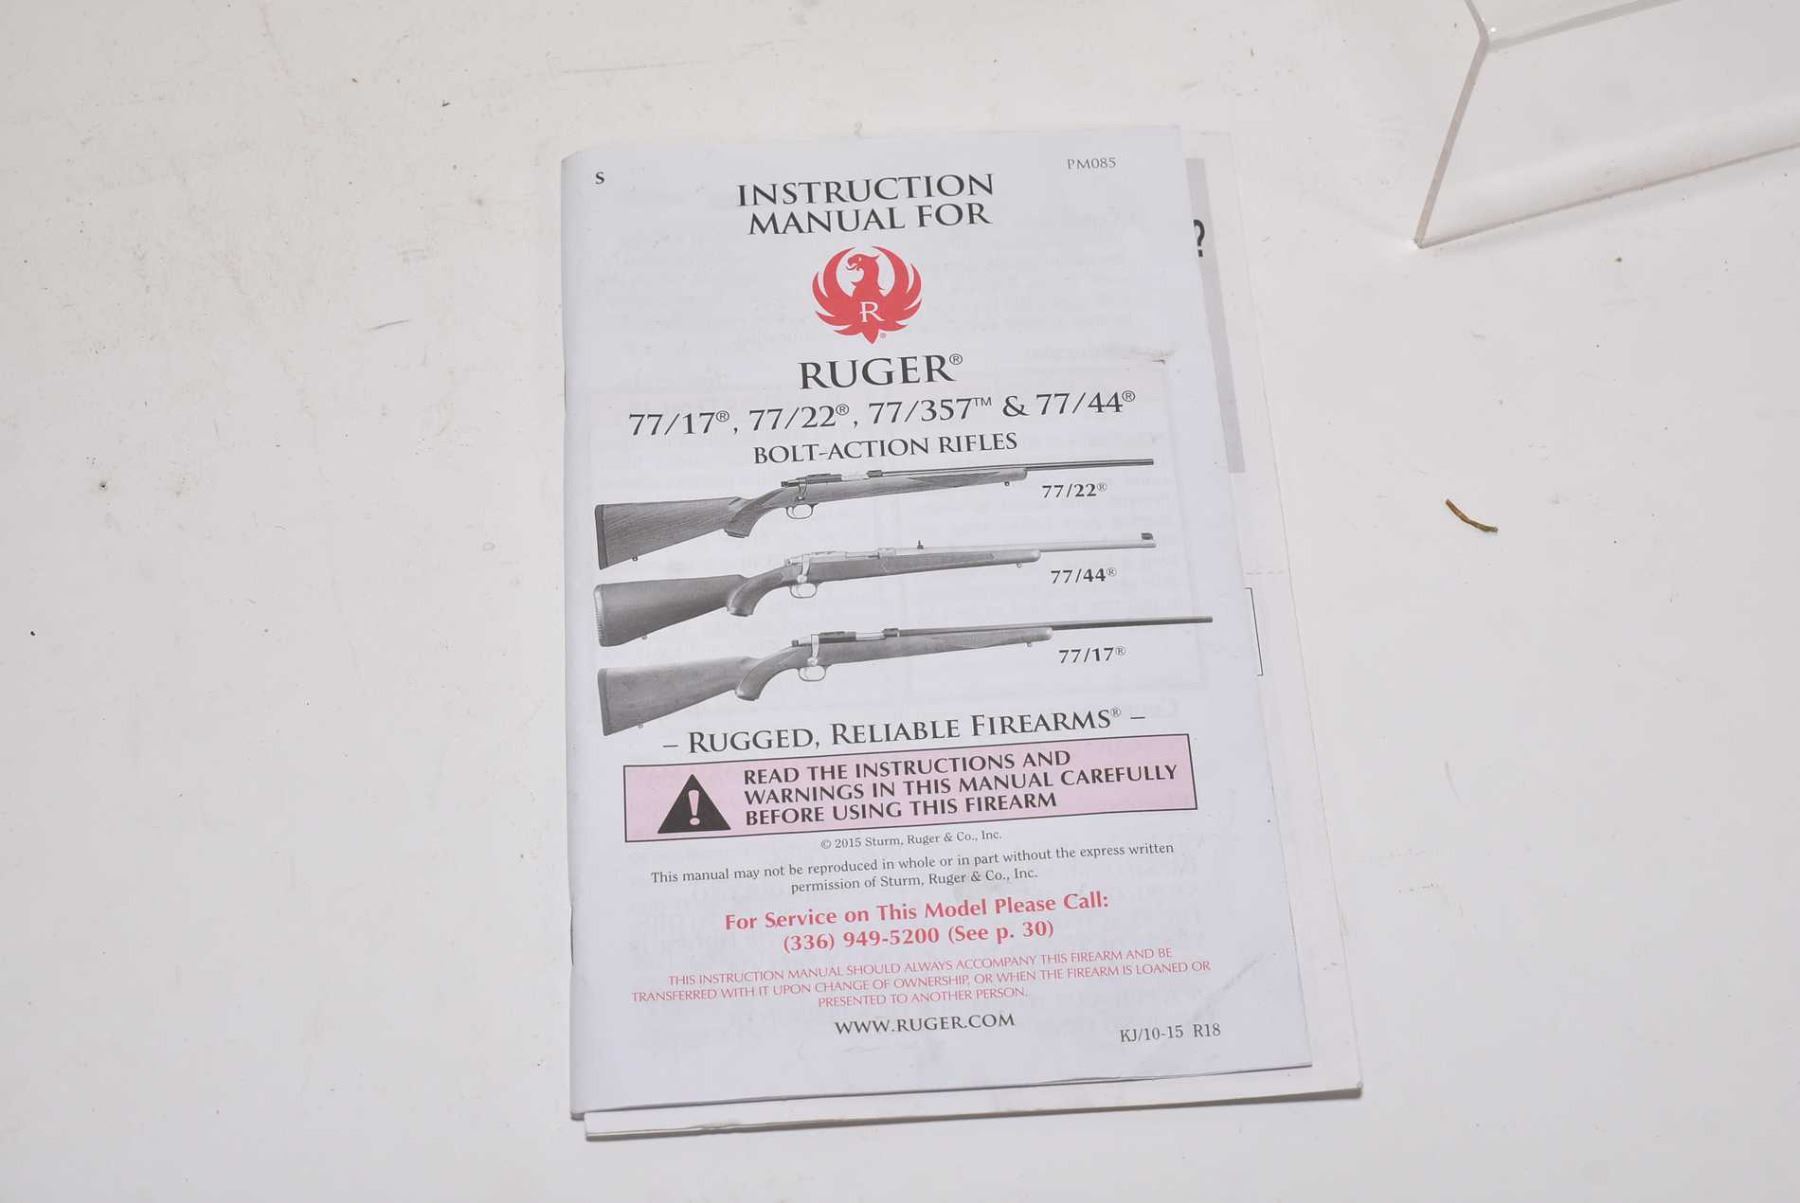 S
PM085
INSTRUCTION
MANUAL FOR
R
RUGER®
77/17®, 77/22®, 77/357™ & 77/44®
BOLT-ACTION RIFLES
77/22®
77/44®
77/17®
– RUGGED, RELIABLE FIREARMS® –
READ THE INSTRUCTIONS AND
WARNINGS IN THIS MANUAL CAREFULLY
BEFORE USING THIS FIREARM
© 2015 Sturm, Ruger & Co., Inc.
This manual may not be reproduced in whole or in part without the express written
permission of Sturm, Ruger & Co., Inc.
For Service on This Model Please Call:
(336) 949-5200 (See p. 30)
THIS INSTRUCTION MANUAL SHOULD ALWAYS ACCOMPANY THIS FIREARM AND BE
TRANSFERRED WITH IT UPON CHANGE OF OWNERSHIP, OR WHEN THE FIREARM IS LOANED OR
PRESENTED TO ANOTHER PERSON.
WWW.RUGER.COM
KJ/10-15 R18
?